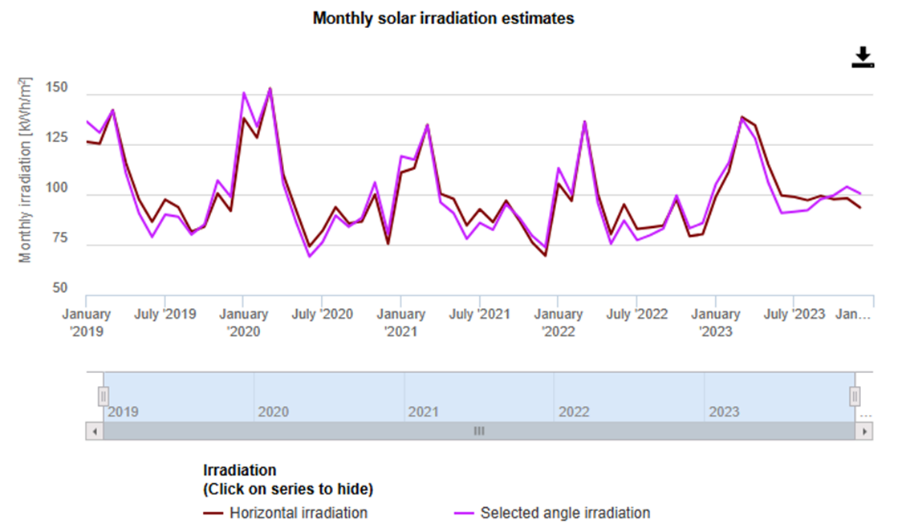 Monthly solar irradiation estimates
Monthly irradiation [kWh/m²]
150
125
100
75
50
January '2019
July '2019
January '2020
July '2020
January '2021
July '2021
January '2022
July '2022
January '2023
July '2023
Jan...
2019
2020
2021
2022
2023
...
Irradiation
(Click on series to hide)
Horizontal irradiation
Selected angle irradiation